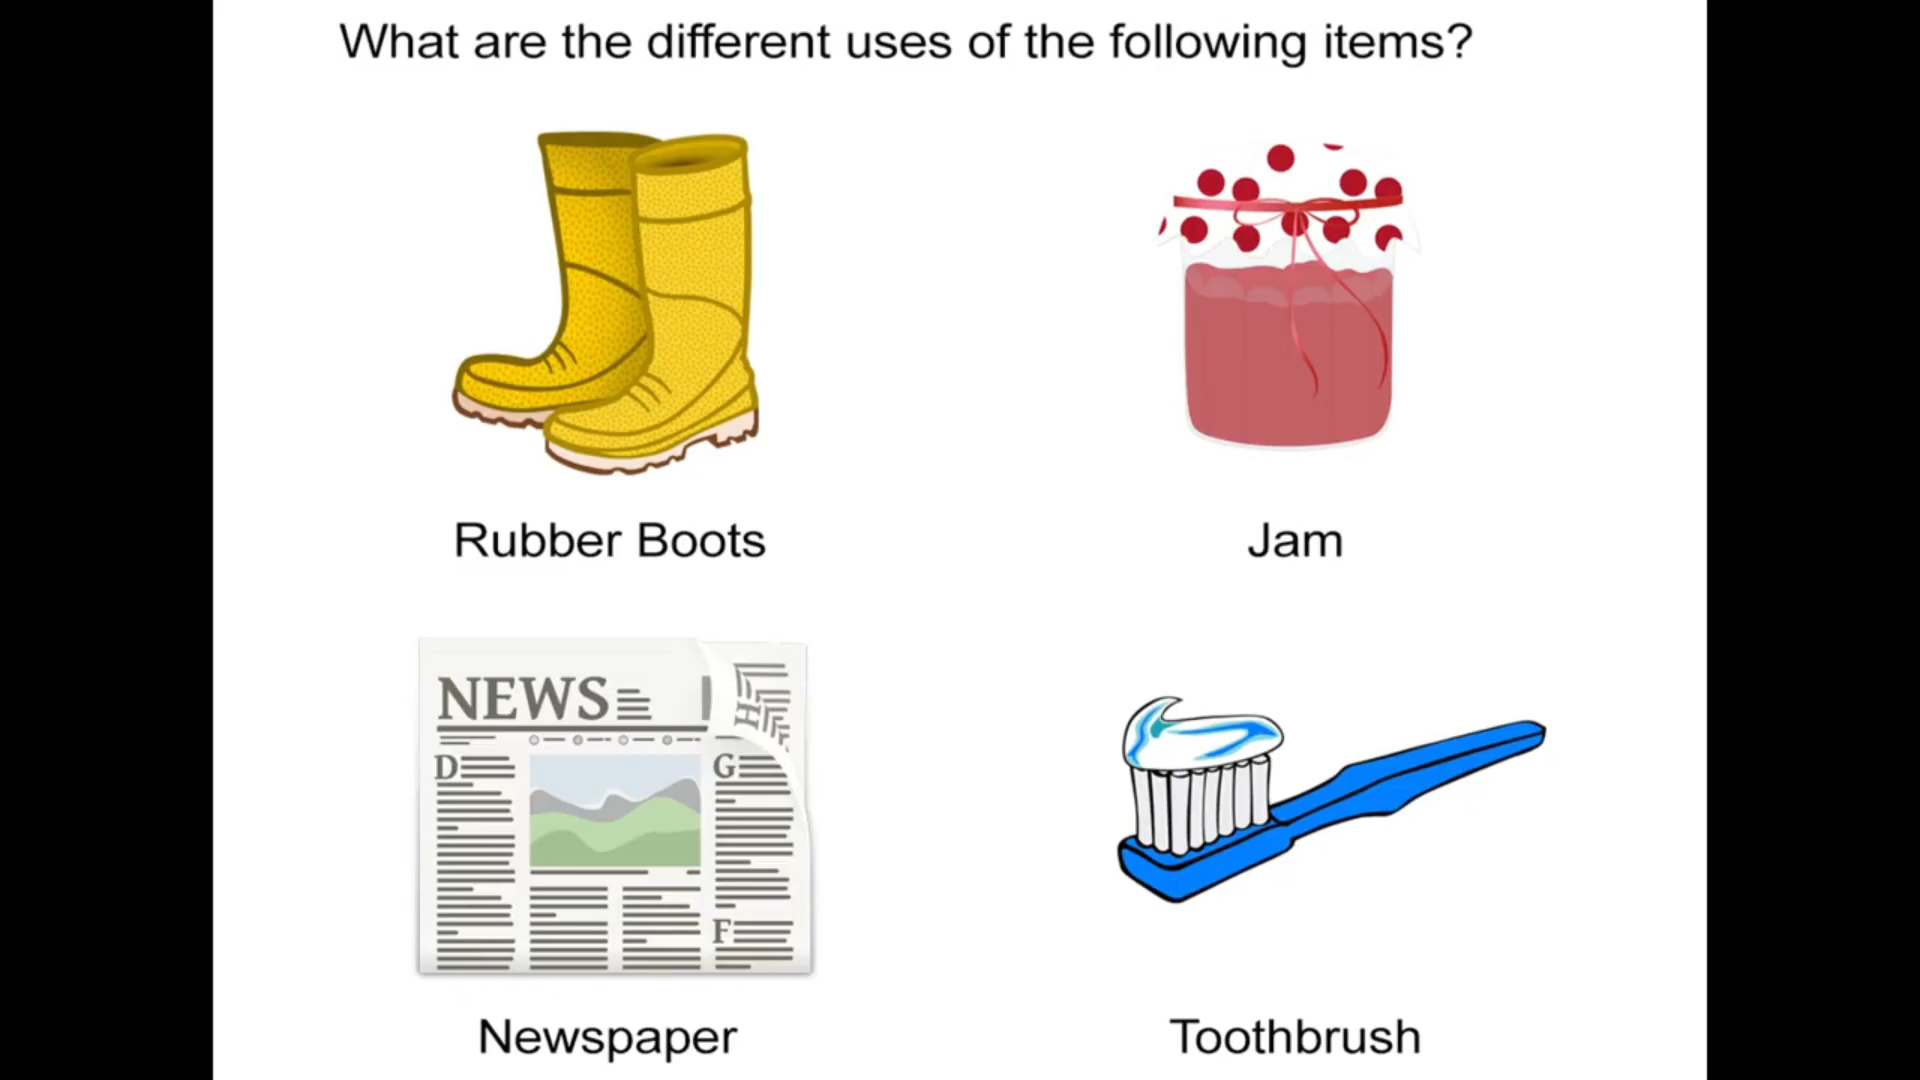 What are the different uses of the following items?
Rubber Boots
Jam
NEWS
H
D
G
F
Newspaper
Toothbrush